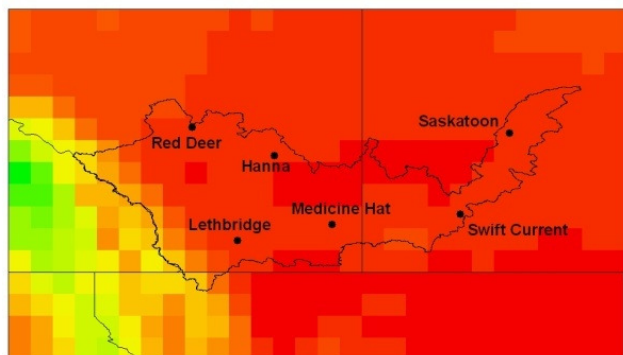 Saskatoon
Red Deer
Hanna
Medicine Hat
Lethbridge
Swift Current